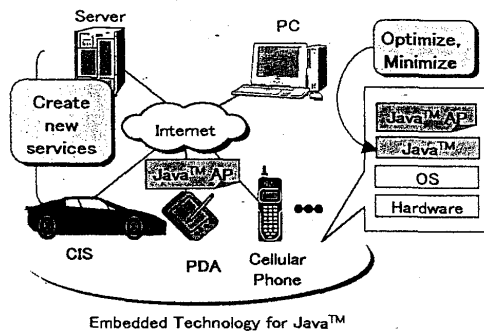 Server
PC
Optimize,
Minimize
Create
new
services
Internet
Java™ AP
Java™ AP
Java™
OS
Hardware
CIS
PDA
Cellular
Phone
Embedded Technology for Java™